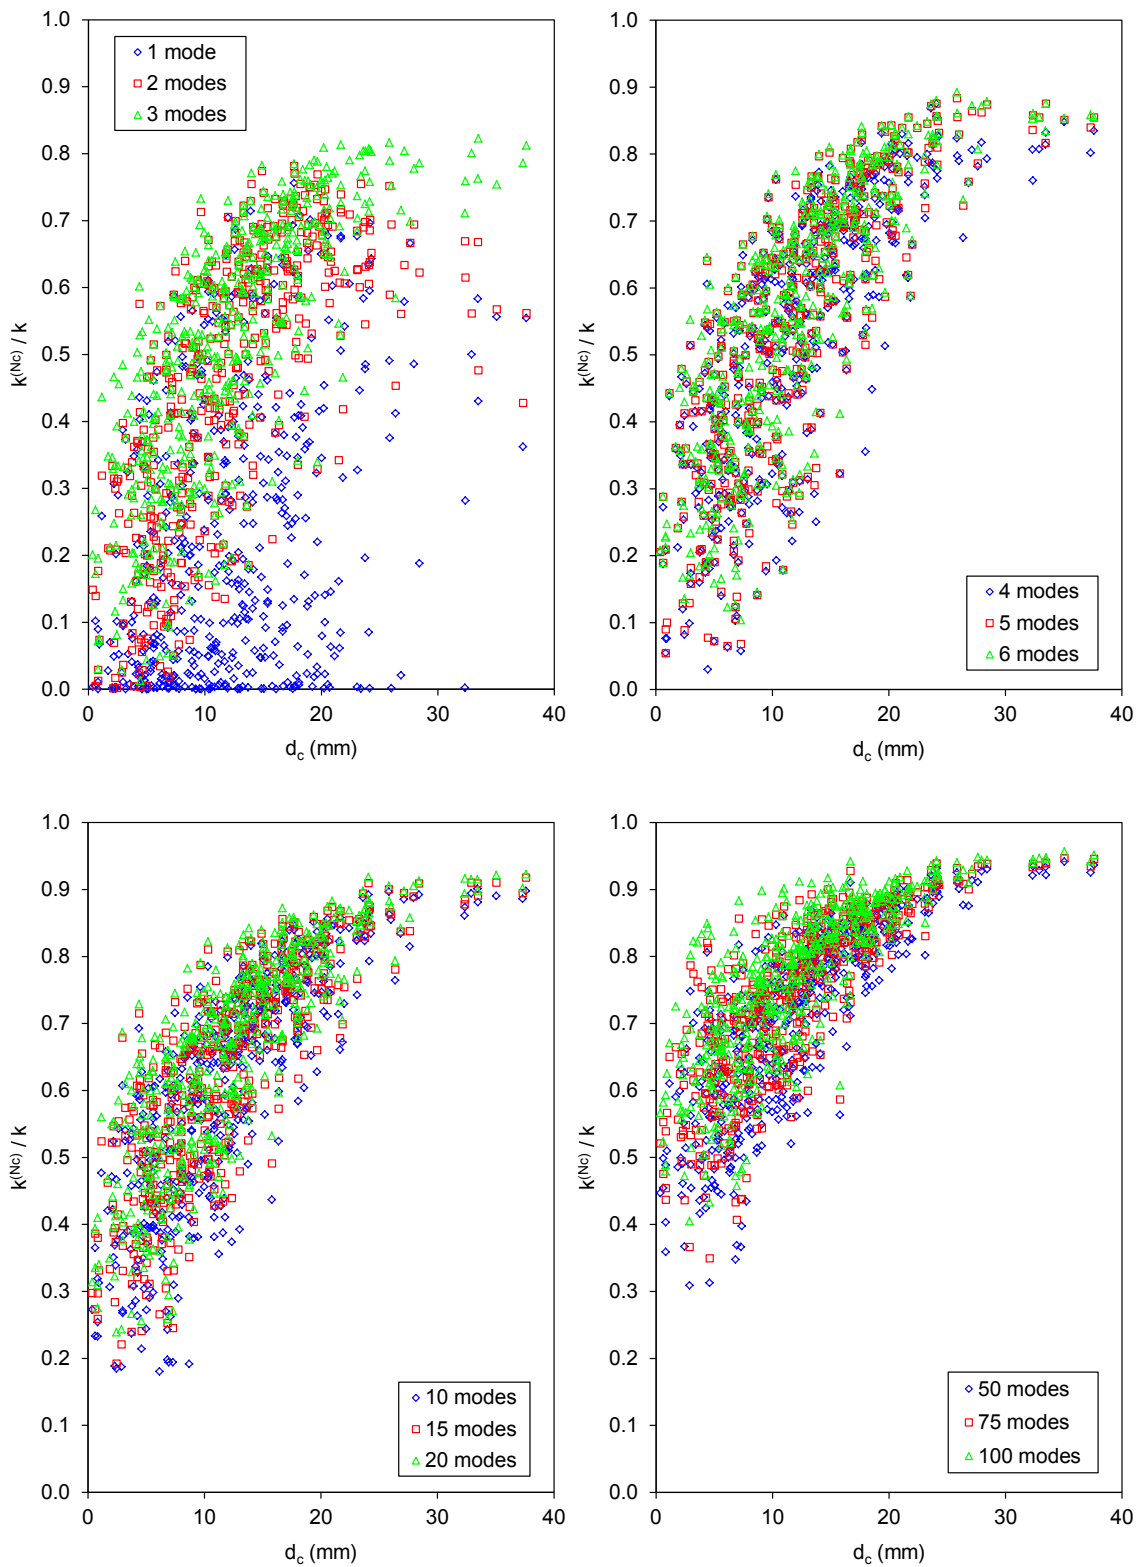 1.0
0.9
0.8
0.7
0.6
0.5
0.4
0.3
0.2
0.1
0.0
k(Nc) / k
1 mode
2 modes
3 modes
0 10 20 30 40
dc (mm)
1.0
0.9
0.8
0.7
0.6
0.5
0.4
0.3
0.2
0.1
0.0
k(Nc) / k
4 modes
5 modes
6 modes
0 10 20 30 40
dc (mm)
1.0
0.9
0.8
0.7
0.6
0.5
0.4
0.3
0.2
0.1
0.0
k(Nc) / k
10 modes
15 modes
20 modes
0 10 20 30 40
dc (mm)
1.0
0.9
0.8
0.7
0.6
0.5
0.4
0.3
0.2
0.1
0.0
k(Nc) / k
50 modes
75 modes
100 modes
0 10 20 30 40
dc (mm)